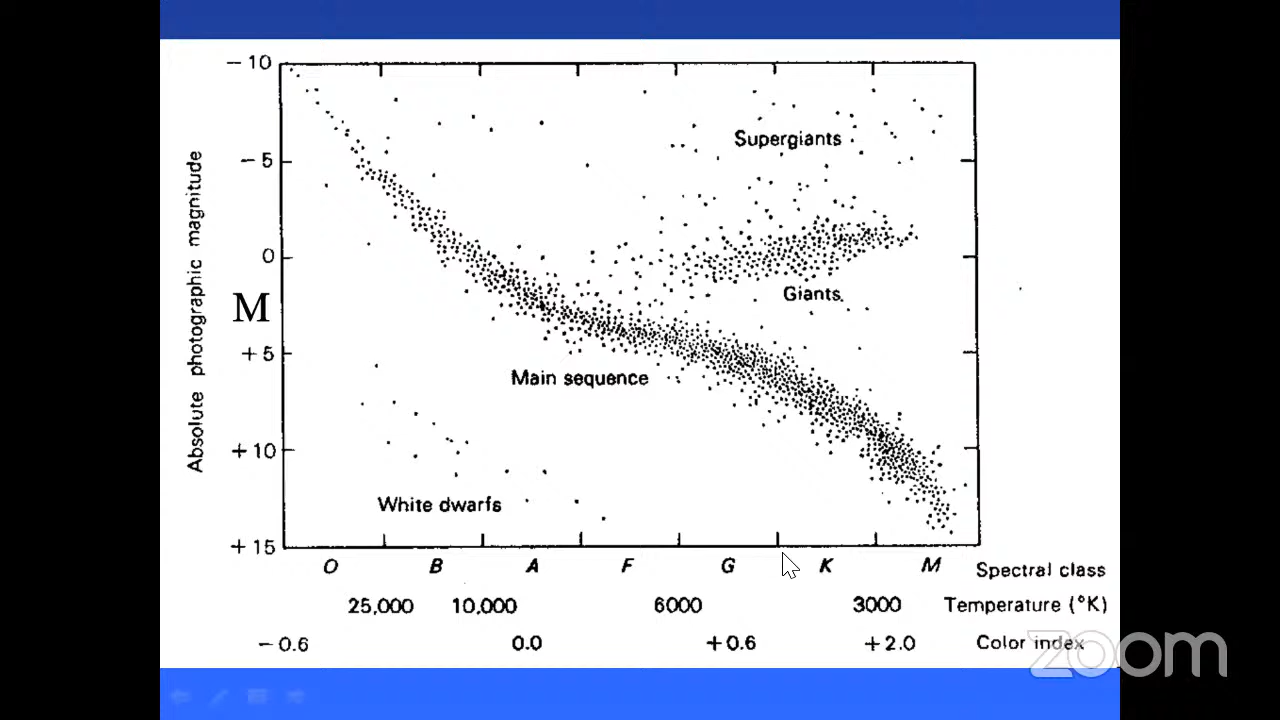 Absolute photographic magnitude
M
−10
−5
0
+5
+10
+15
Supergiants
Giants
Main sequence
White dwarfs
O B A F G K M Spectral class
25,000 10,000 6000 3000 Temperature (°K)
−0.6 0.0 +0.6 +2.0 Color index
zoom